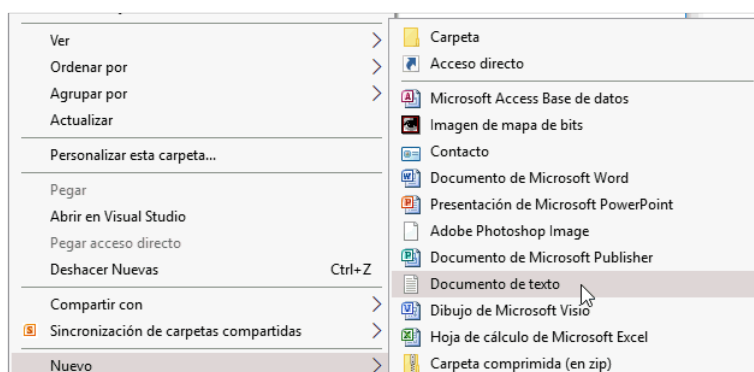 Ver
Ordenar por
Agrupar por
Actualizar
Personalizar esta carpeta...
Pegar
Abrir en Visual Studio
Pegar acceso directo
Deshacer Nuevas Ctrl+Z
Compartir con
Sincronización de carpetas compartidas
Nuevo
Carpeta
Acceso directo
Microsoft Access Base de datos
Imagen de mapa de bits
Contacto
Documento de Microsoft Word
Presentación de Microsoft PowerPoint
Adobe Photoshop Image
Documento de Microsoft Publisher
Documento de texto
Dibujo de Microsoft Visio
Hoja de cálculo de Microsoft Excel
Carpeta comprimida (en zip)